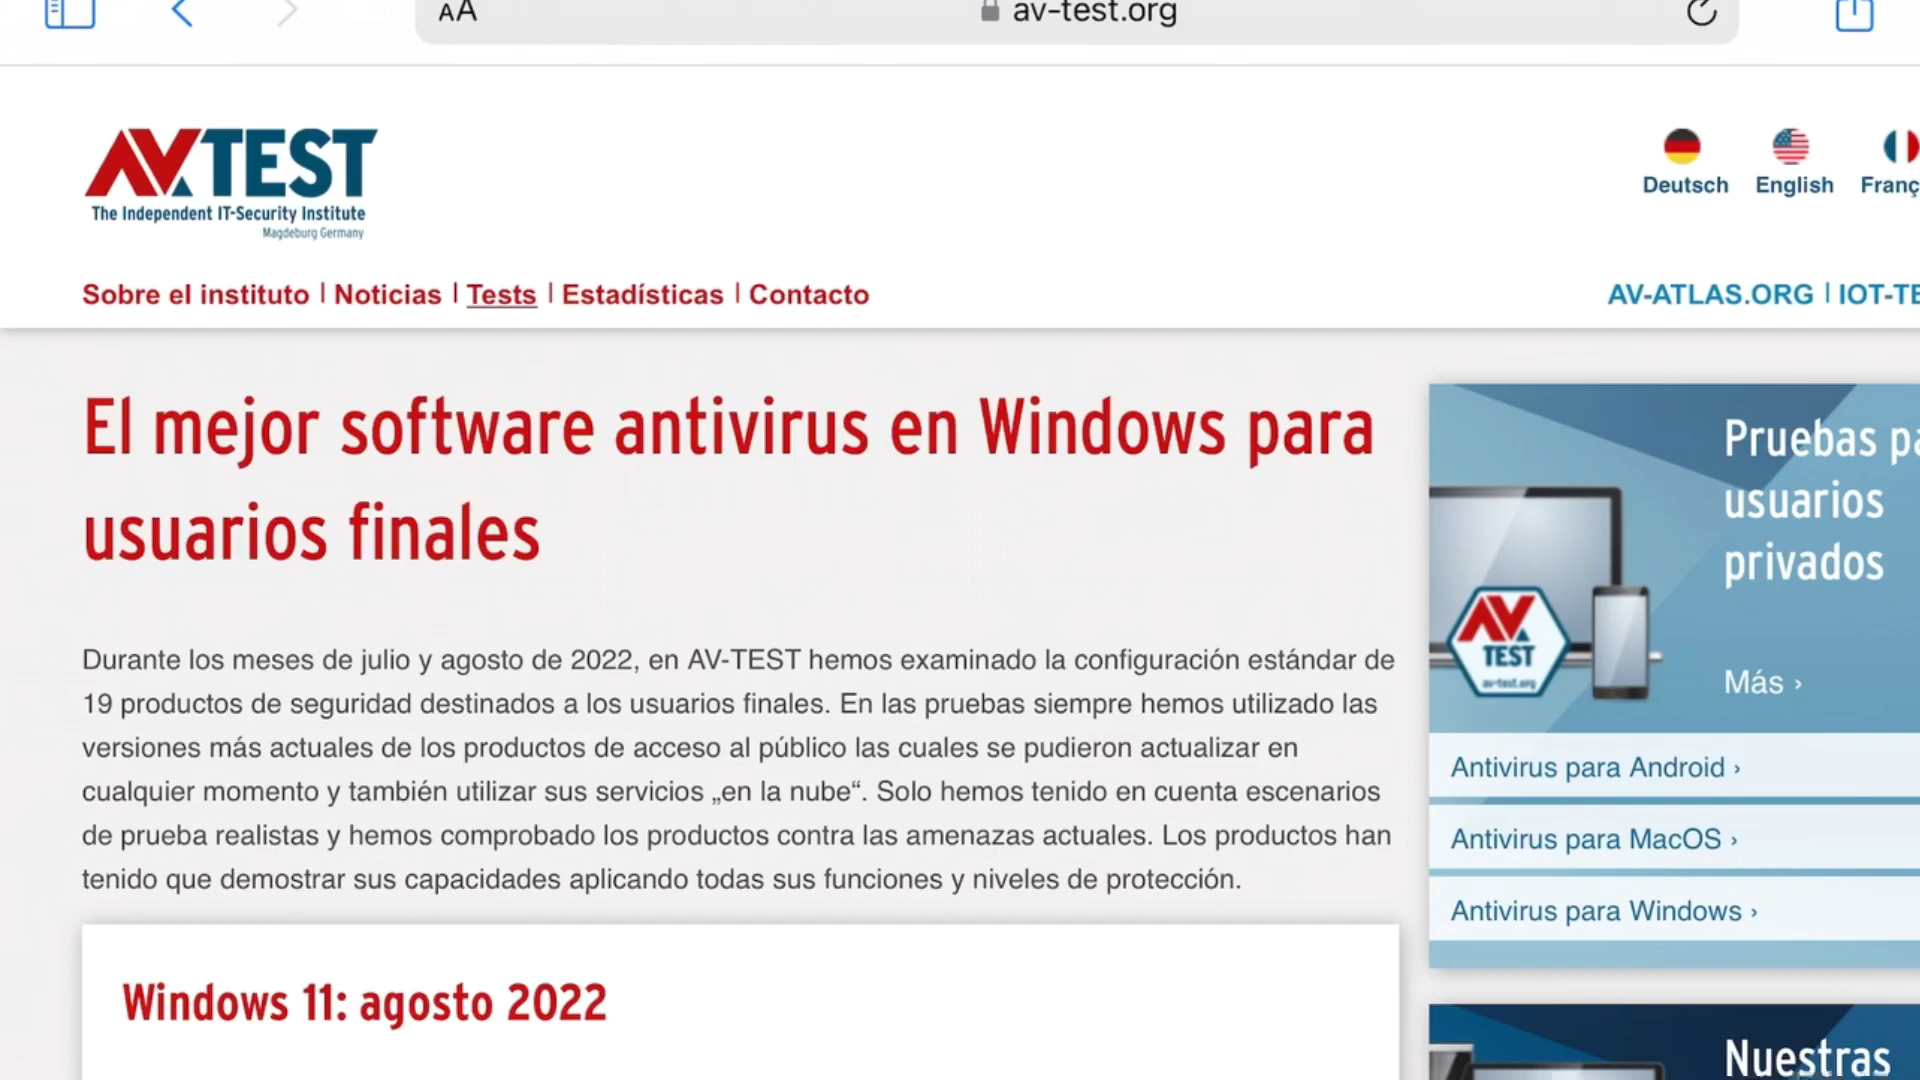 AA
av-test.org
AVTEST
The Independent IT-Security Institute
Magdeburg Germany
Deutsch
English
Franç
Sobre el instituto | Noticias | Tests | Estadísticas | Contacto
AV-ATLAS.ORG | IOT-TE
El mejor software antivirus en Windows para
usuarios finales
Durante los meses de julio y agosto de 2022, en AV-TEST hemos examinado la configuración estándar de
19 productos de seguridad destinados a los usuarios finales. En las pruebas siempre hemos utilizado las
versiones más actuales de los productos de acceso al público las cuales se pudieron actualizar en
cualquier momento y también utilizar sus servicios „en la nube“. Solo hemos tenido en cuenta escenarios
de prueba realistas y hemos comprobado los productos contra las amenazas actuales. Los productos han
tenido que demostrar sus capacidades aplicando todas sus funciones y niveles de protección.
Windows 11: agosto 2022
Pruebas pa
usuarios
privados
AV
TEST
av-test.org
Más ›
Antivirus para Android ›
Antivirus para MacOS ›
Antivirus para Windows ›
Nuestras